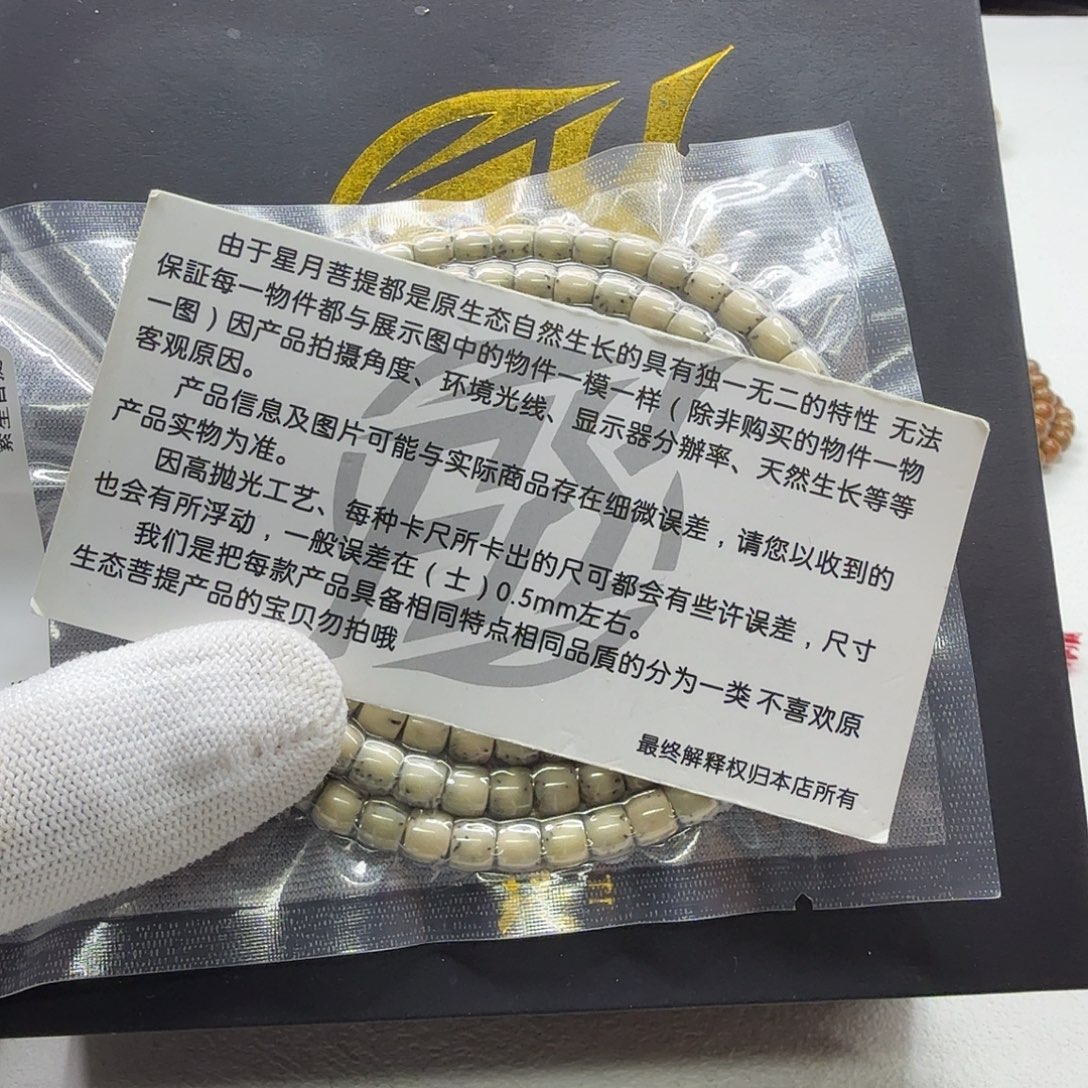 由于星月菩提都是原生态自然生长的具有独一无二的特性 无法
保証每一物件都与展示图中的物件一模一样（除非购买的物件一物
一图）因产品拍摄角度、环境光线、显示器分辨率、天然生长等等
客观原因。
产品信息及图片可能与实际商品存在细微误差，请您以收到的
产品实物为准。
因高抛光工艺、每种卡尺所卡出的尺可都会有些许误差，尺寸
也会有所浮动，一般误差在（士）0.5mm左右。
我们是把每款产品具备相同特点相同品質的分为一类 不喜欢原
生态菩提产品的宝贝勿拍哦
最终解释权归本店所有
TI